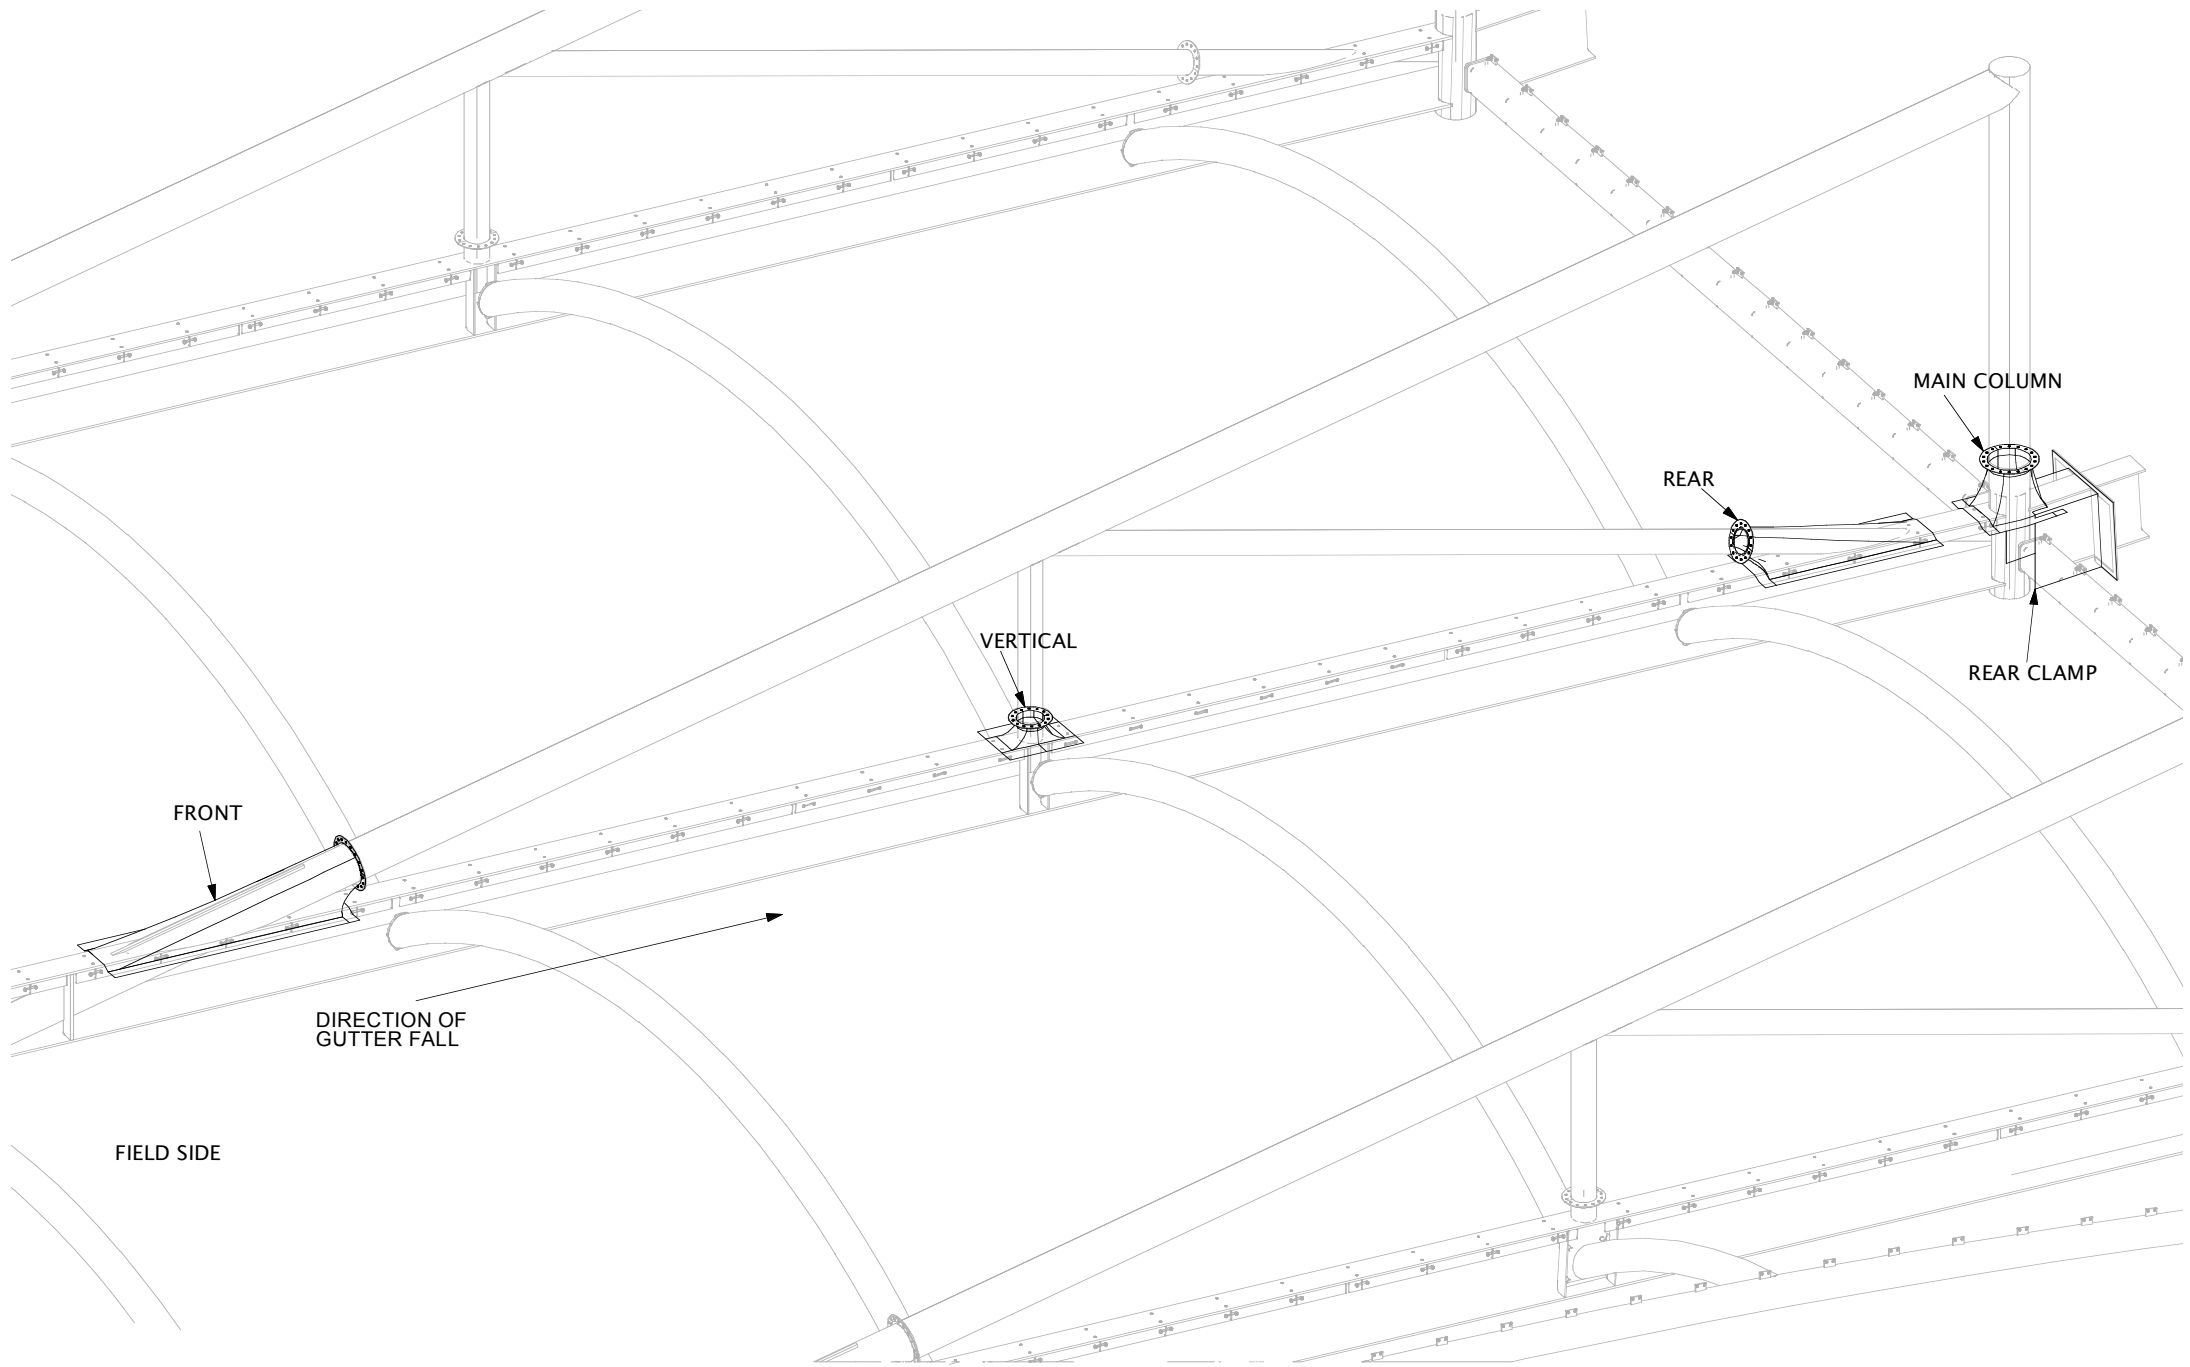 MAIN COLUMN
REAR
VERTICAL
REAR CLAMP
FRONT
DIRECTION OF
GUTTER FALL
FIELD SIDE